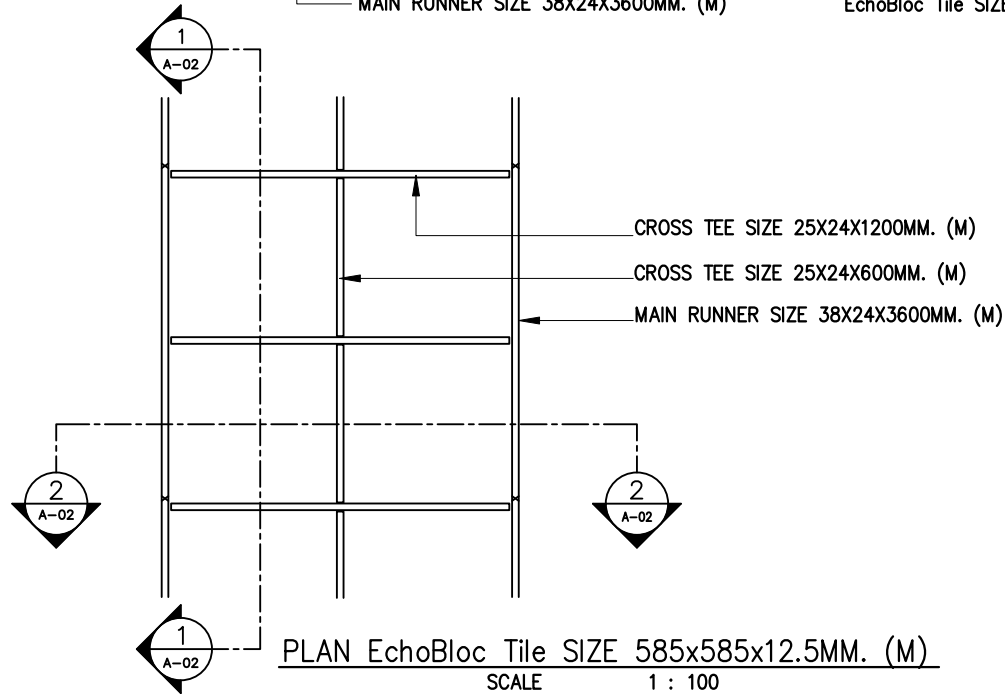 MAIN RUNNER SIZE 38X24X3600MM. (M)
EchoBloc Tile SIZE
1
A-02
CROSS TEE SIZE 25X24X1200MM. (M)
CROSS TEE SIZE 25X24X600MM. (M)
MAIN RUNNER SIZE 38X24X3600MM. (M)
2
A-02
2
A-02
1
A-02
PLAN EchoBloc Tile SIZE 585x585x12.5MM. (M)
SCALE 1 : 100